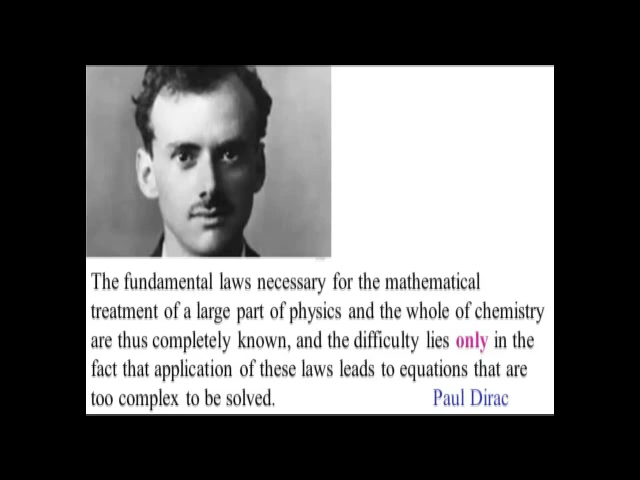 The fundamental laws necessary for the mathematical
treatment of a large part of physics and the whole of chemistry
are thus completely known, and the difficulty lies only in the
fact that application of these laws leads to equations that are
too complex to be solved. Paul Dirac